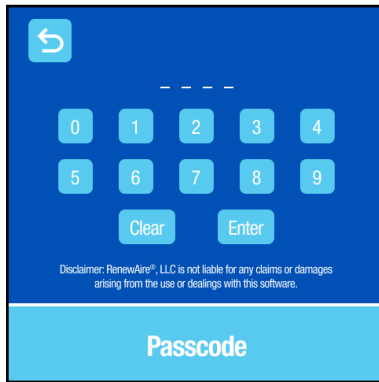 _ _ _ _
0 1 2 3 4
5 6 7 8 9
Clear Enter
Disclaimer: RenewAire®, LLC is not liable for any claims or damages
arising from the use or dealings with this software.
Passcode